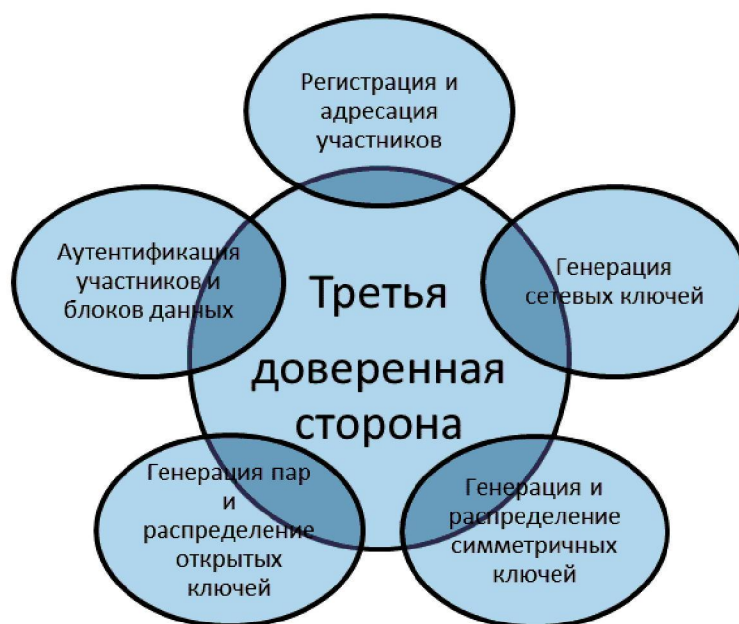 Регистрация и
адресация
участников
Аутентификация
участников и
блоков данных
Генерация
сетевых ключей
Третья
доверенная
сторона
Генерация пар
и
распределение
открытых
ключей
Генерация и
распределение
симметричных
ключей